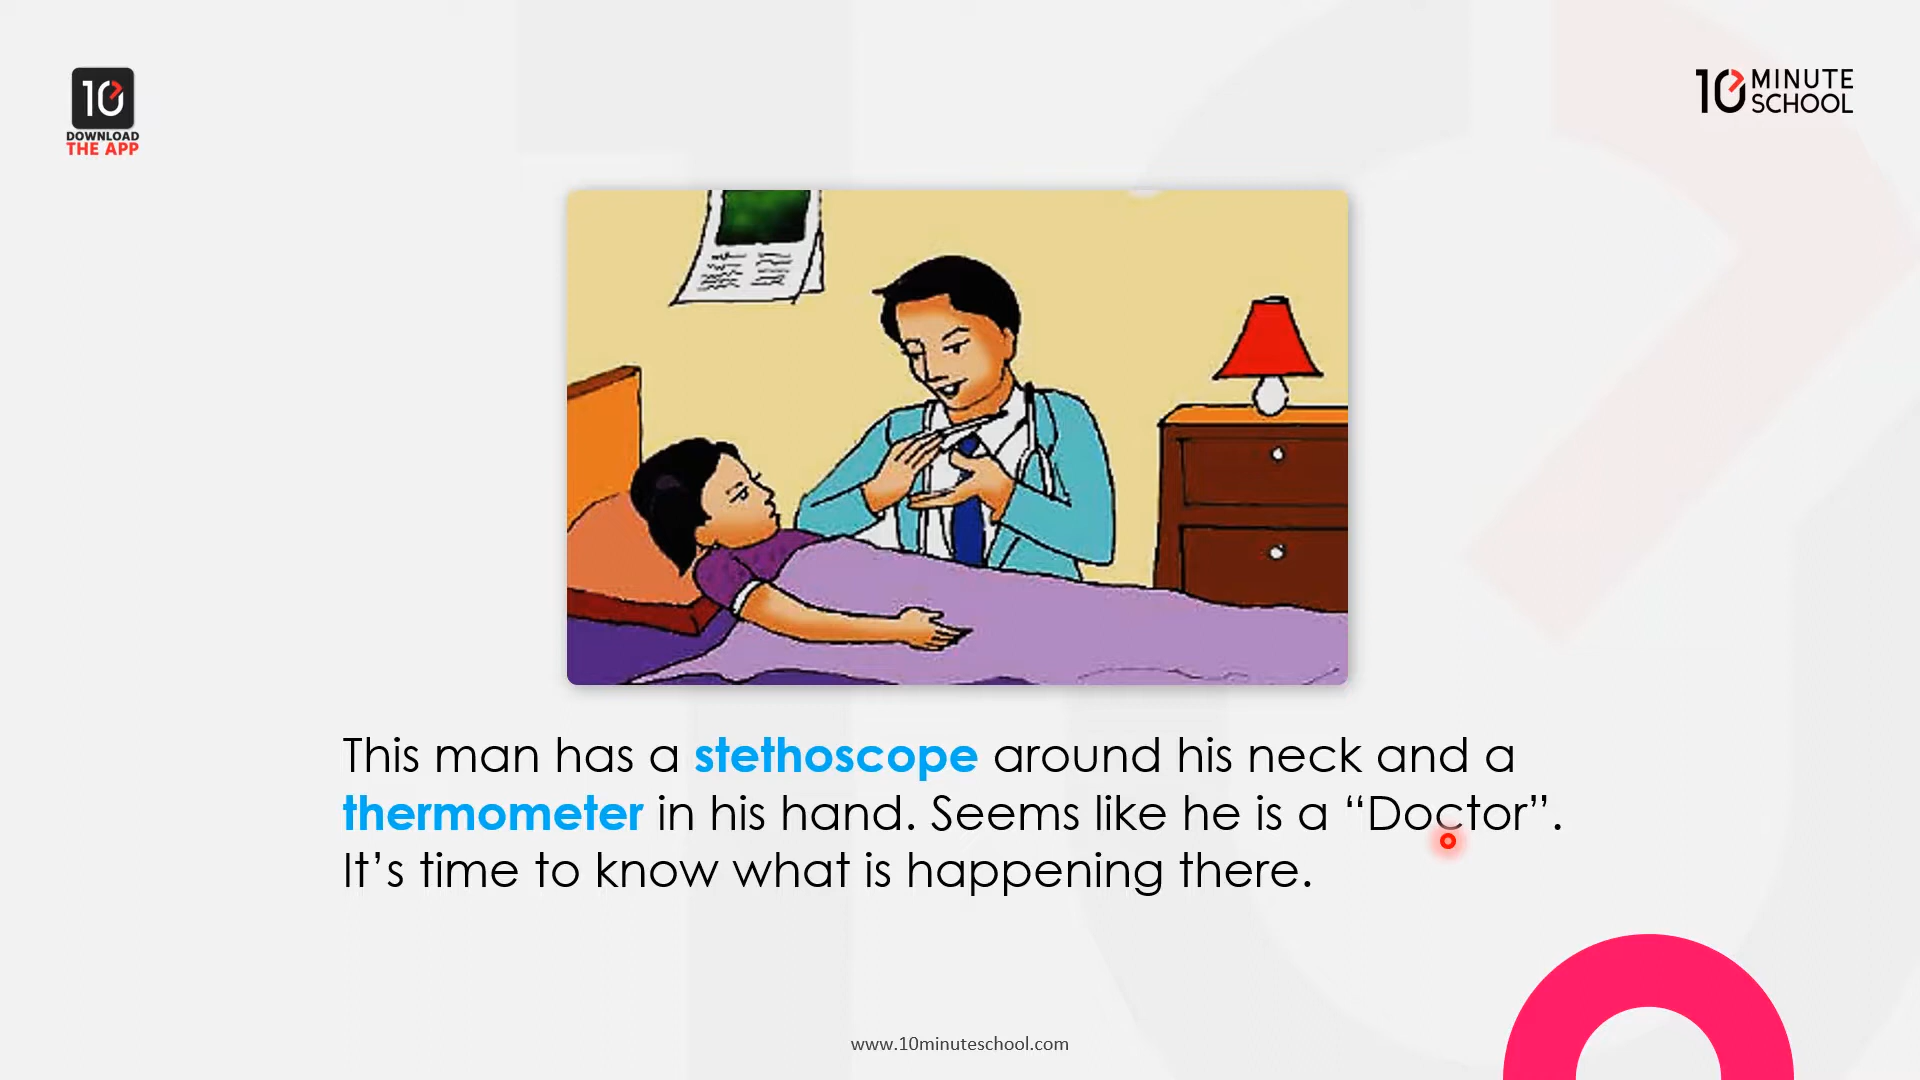 10
DOWNLOAD
THE APP
10 MINUTE
SCHOOL
This man has a stethoscope around his neck and a
thermometer in his hand. Seems like he is a “Doctor”.
It’s time to know what is happening there.
www.10minuteschool.com